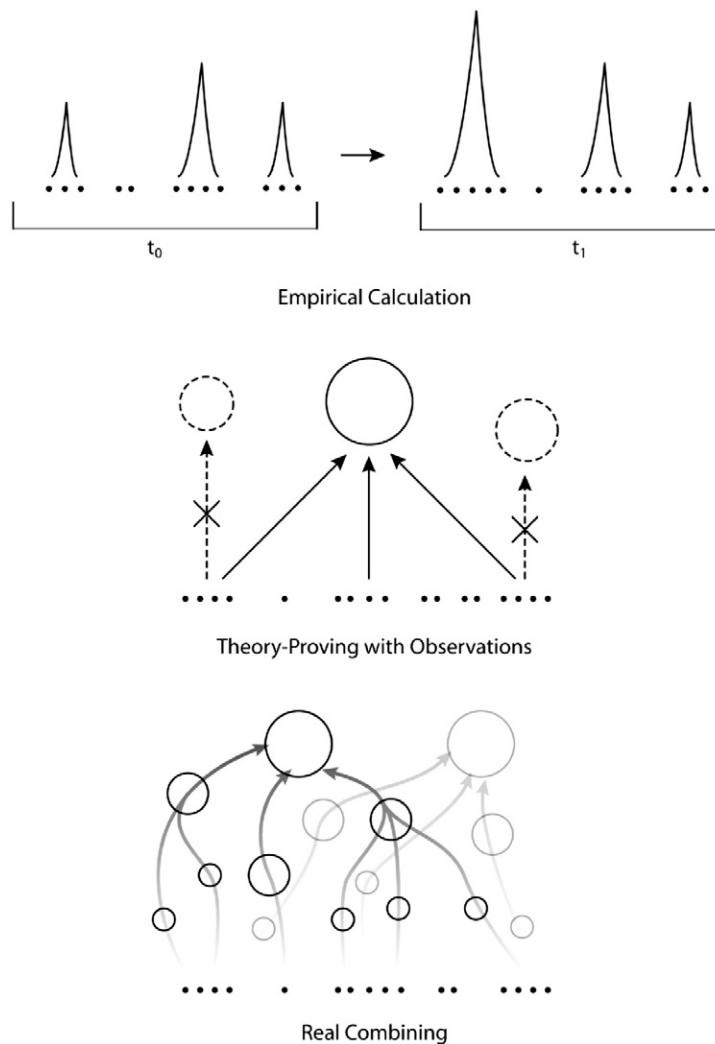 t₀
t₁
Empirical Calculation
Theory-Proving with Observations
Real Combining